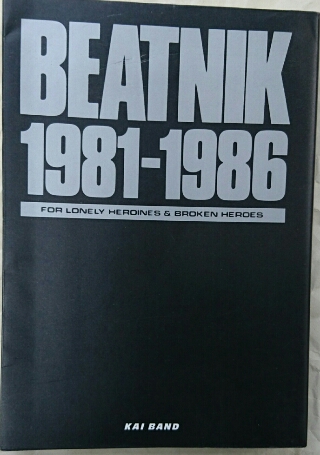 BEATNIK
1981-1986
FOR LONELY HEROINES & BROKEN HEROES
KAI BAND